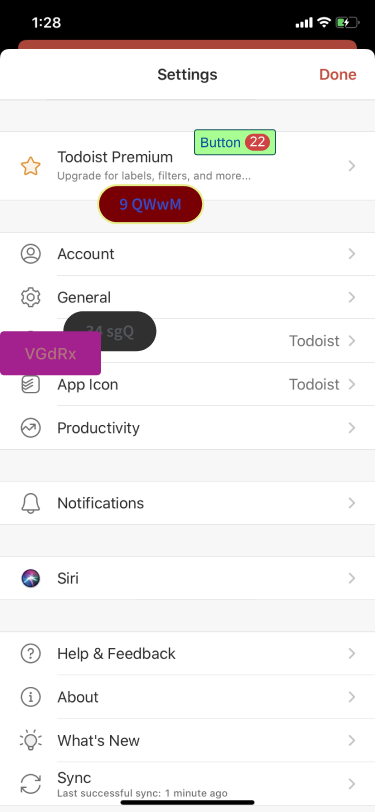 1:28
Settings
Done
Button 22
Todoist Premium
Upgrade for labels, filters, and more...
9 QWwM
Account
General
34 sgQ
Todoist
VGdRx
App Icon
Todoist
Productivity
Notifications
Siri
Help & Feedback
About
What's New
Sync
Last successful sync: 1 minute ago